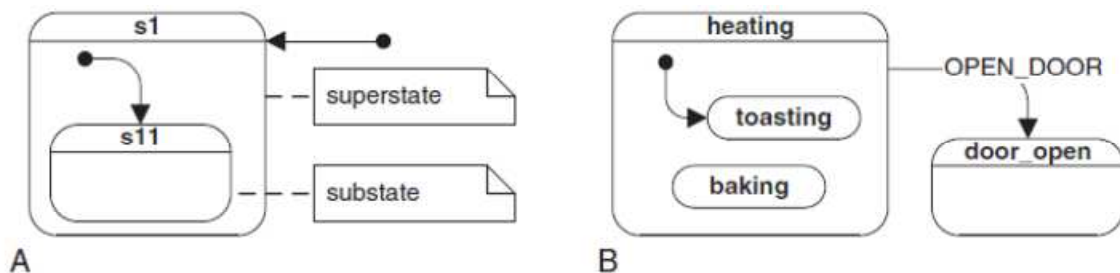 s1
superstate
s11
substate
A
heating
OPEN_DOOR
toasting
door_open
baking
B